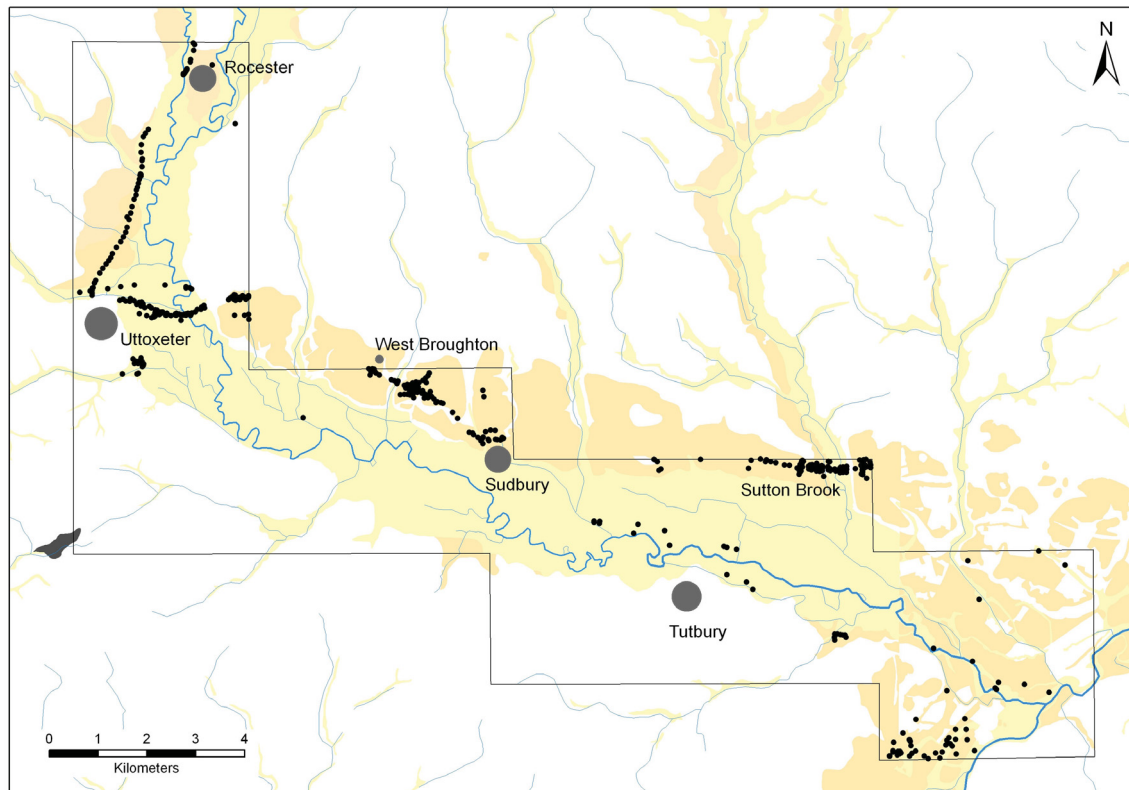 N
Rocester
Uttoxeter
West Broughton
Sudbury
Sutton Brook
Tutbury
0 1 2 3 4
Kilometers